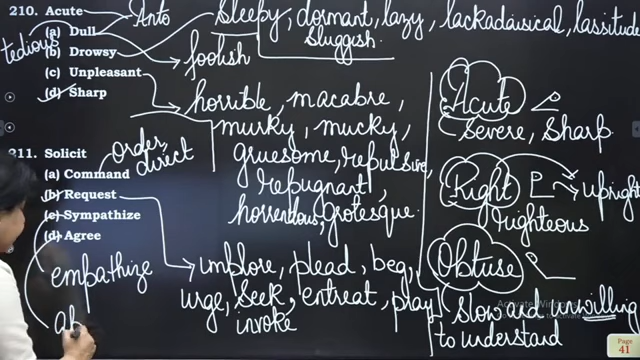 210. Acute
Anto
Sleepy, dormant, lazy, lackadaisical, lassitude
Sluggish
tedious
(a) Dull
(b) Drowsy
foolish
(c) Unpleasant
(d) Sharp
horrible, macabre,
murky, mucky,
gruesome, repulsive,
repugnant,
horrendous, grotesque.
Acute
Severe, Sharp
Right
upright
righteous
Obtuse
Slow and unwilling
to understand
211. Solicit
order,
direct
(a) Command
(b) Request
(c) Sympathize
(d) Agree
implore, plead, beg,
urge, seek, entreat, pray,
invoke
empathize
Activate Windows
Page
41